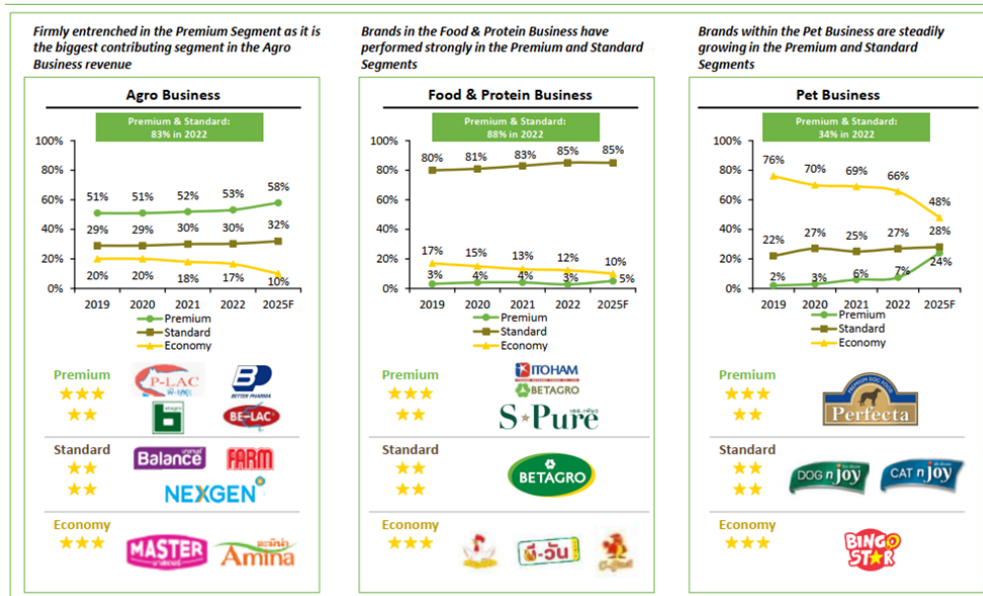 Firmly entrenched in the Premium Segment as it is
the biggest contributing segment in the Agro
Business revenue
Agro Business
Premium & Standard:
83% in 2022
100%
80%
60%
40%
20%
0%
51% 51% 52% 53% 58%
29% 29% 30% 30% 32%
20% 20% 18% 17% 10%
2019 2020 2021 2022 2025F
Premium
Standard
Economy
Premium
P-LAC
BETTER PHARMA
BE-LAC
Standard
Balance
FARM
NEXGEN
Economy
MASTER
Amina
Brands in the Food & Protein Business have
performed strongly in the Premium and Standard
Segments
Food & Protein Business
Premium & Standard:
88% in 2022
100%
80%
60%
40%
20%
0%
80% 81% 83% 85% 85%
17% 15% 13% 12% 10%
3% 4% 4% 3% 5%
2019 2020 2021 2022 2025F
Premium
Standard
Economy
Premium
ITOHAM
BETAGRO
S Pure
Standard
BETAGRO
Economy
Brands within the Pet Business are steadily
growing in the Premium and Standard
Segments
Pet Business
Premium & Standard:
34% in 2022
100%
80%
60%
40%
20%
0%
76% 70% 69% 66% 48%
22% 27% 25% 27% 28%
2% 3% 6% 7% 24%
2019 2020 2021 2022 2025F
Premium
Standard
Economy
Premium
PREMIUM DOG FOOD
Perfecta
Standard
DOG n joy
CAT n joy
Economy
BINGO
STAR